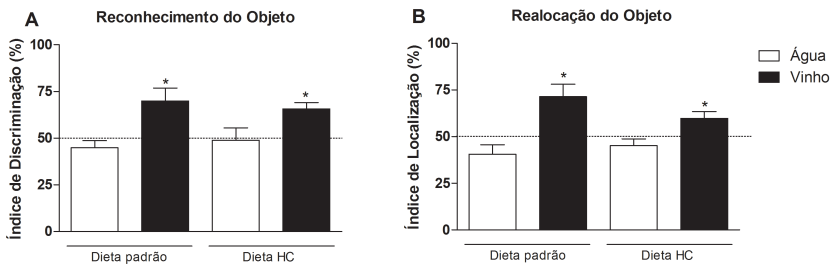 A
Reconhecimento do Objeto
Índice de Discriminação (%)
100
75
50
25
0
*
*
Dieta padrão
Dieta HC
B
Realocação do Objeto
Índice de Localização (%)
100
75
50
25
0
*
*
Dieta padrão
Dieta HC
Água
Vinho